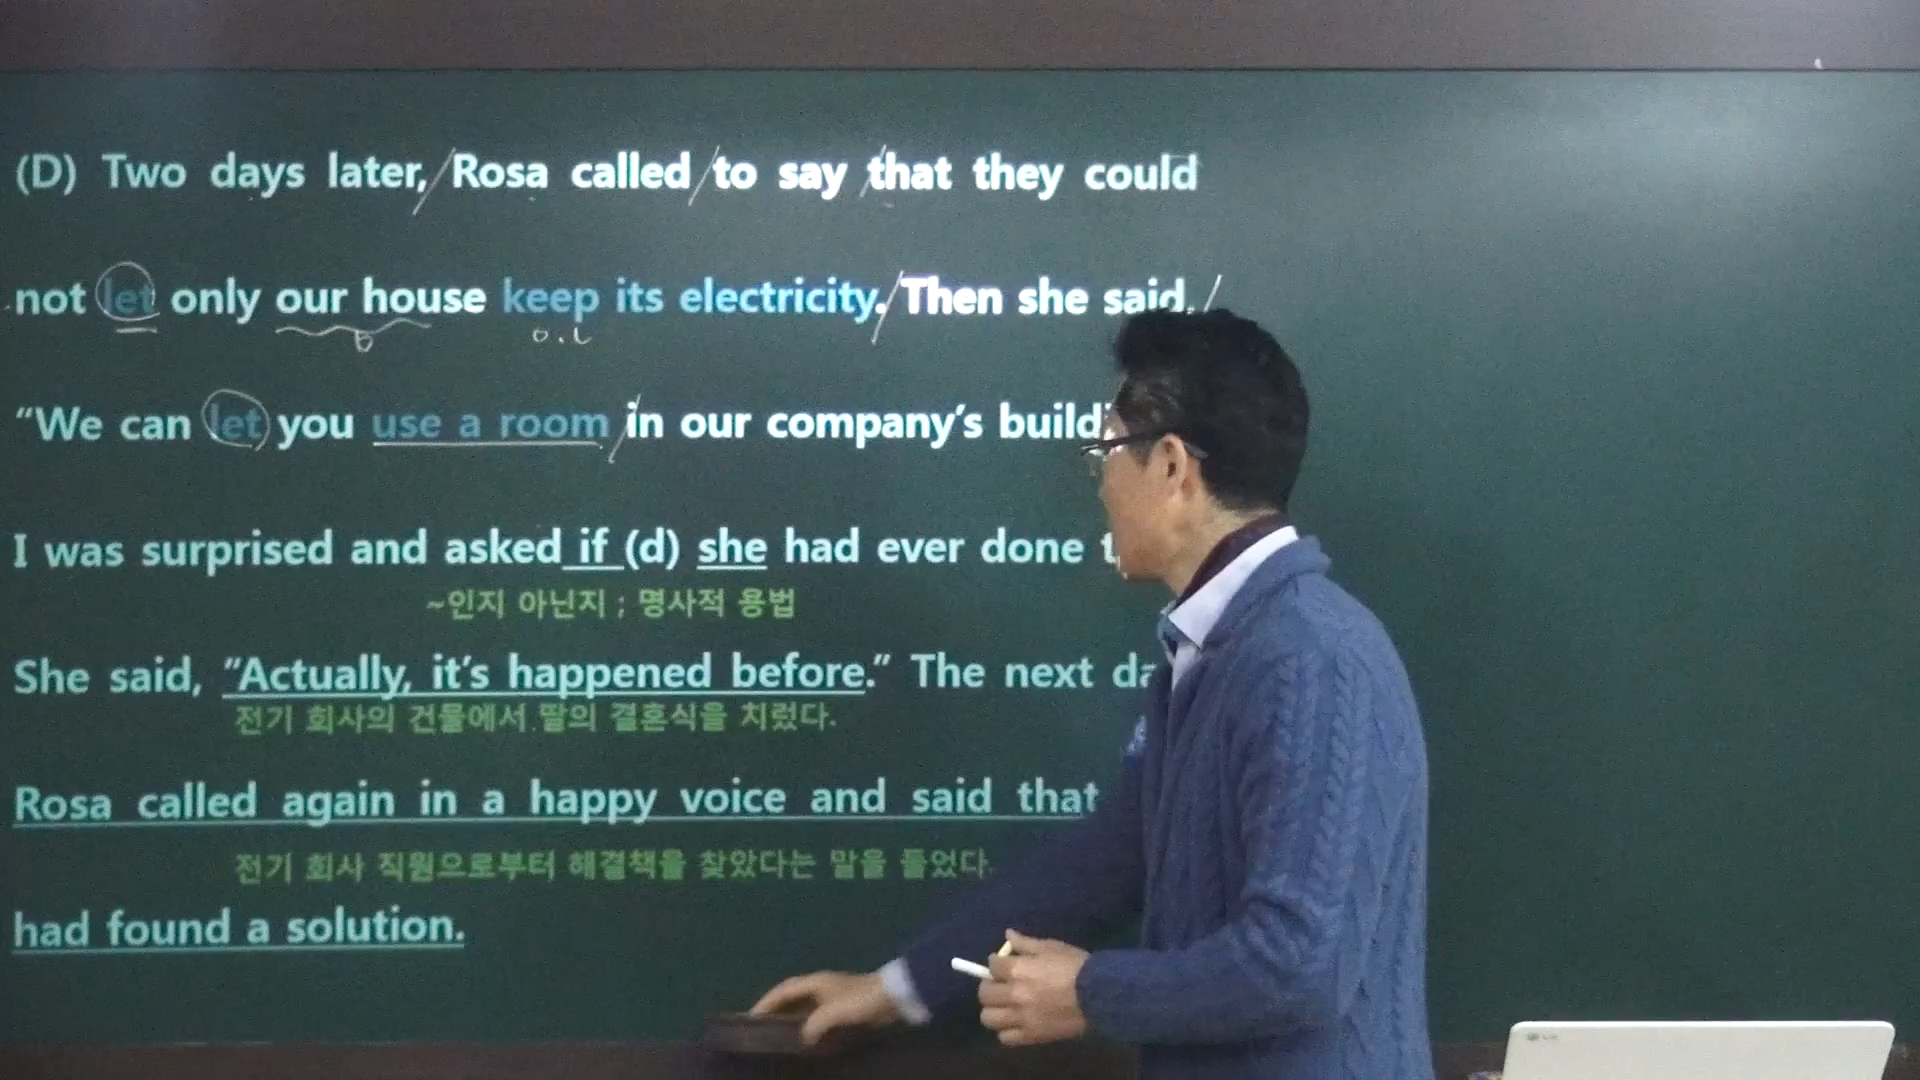 (D) Two days later, Rosa called to say that they could
not let only our house keep its electricity. Then she said,
o.c
“We can let you use a room in our company’s
I was surprised and asked if (d) she had ever done
~인지 아닌지 ; 명사적 용법
She said, ”Actually, it’s happened before.” The next
전기 회사의 건물에서 딸의 결혼식을 치렀다.
Rosa called again in a happy voice and said that
전기 회사 직원으로부터 해결책을 찾았다는 말을 들었다.
had found a solution.